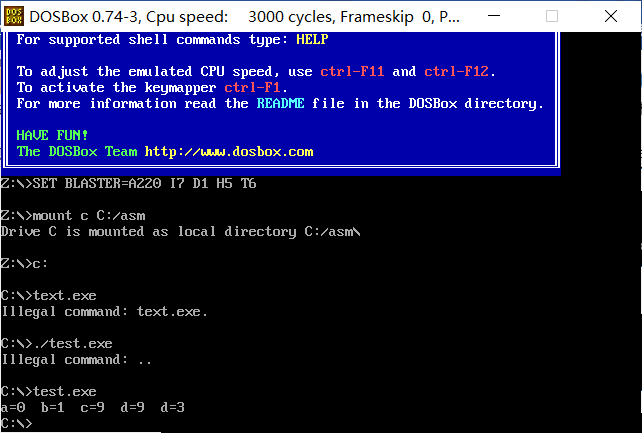 DOSBox 0.74-3, Cpu speed:    3000 cycles, Frameskip  0, P...
For supported shell commands type: HELP
To adjust the emulated CPU speed, use ctrl-F11 and ctrl-F12.
To activate the keymapper ctrl-F1.
For more information read the README file in the DOSBox directory.
HAVE FUN!
The DOSBox Team http://www.dosbox.com
Z:\>SET BLASTER=A220 I7 D1 H5 T6
Z:\>mount c C:/asm
Drive C is mounted as local directory C:/asm\
Z:\>c:
C:\>text.exe
Illegal command: text.exe.
C:\>./test.exe
Illegal command: ..
C:\>test.exe
a=0  b=1  c=9  d=9  d=3
C:\>